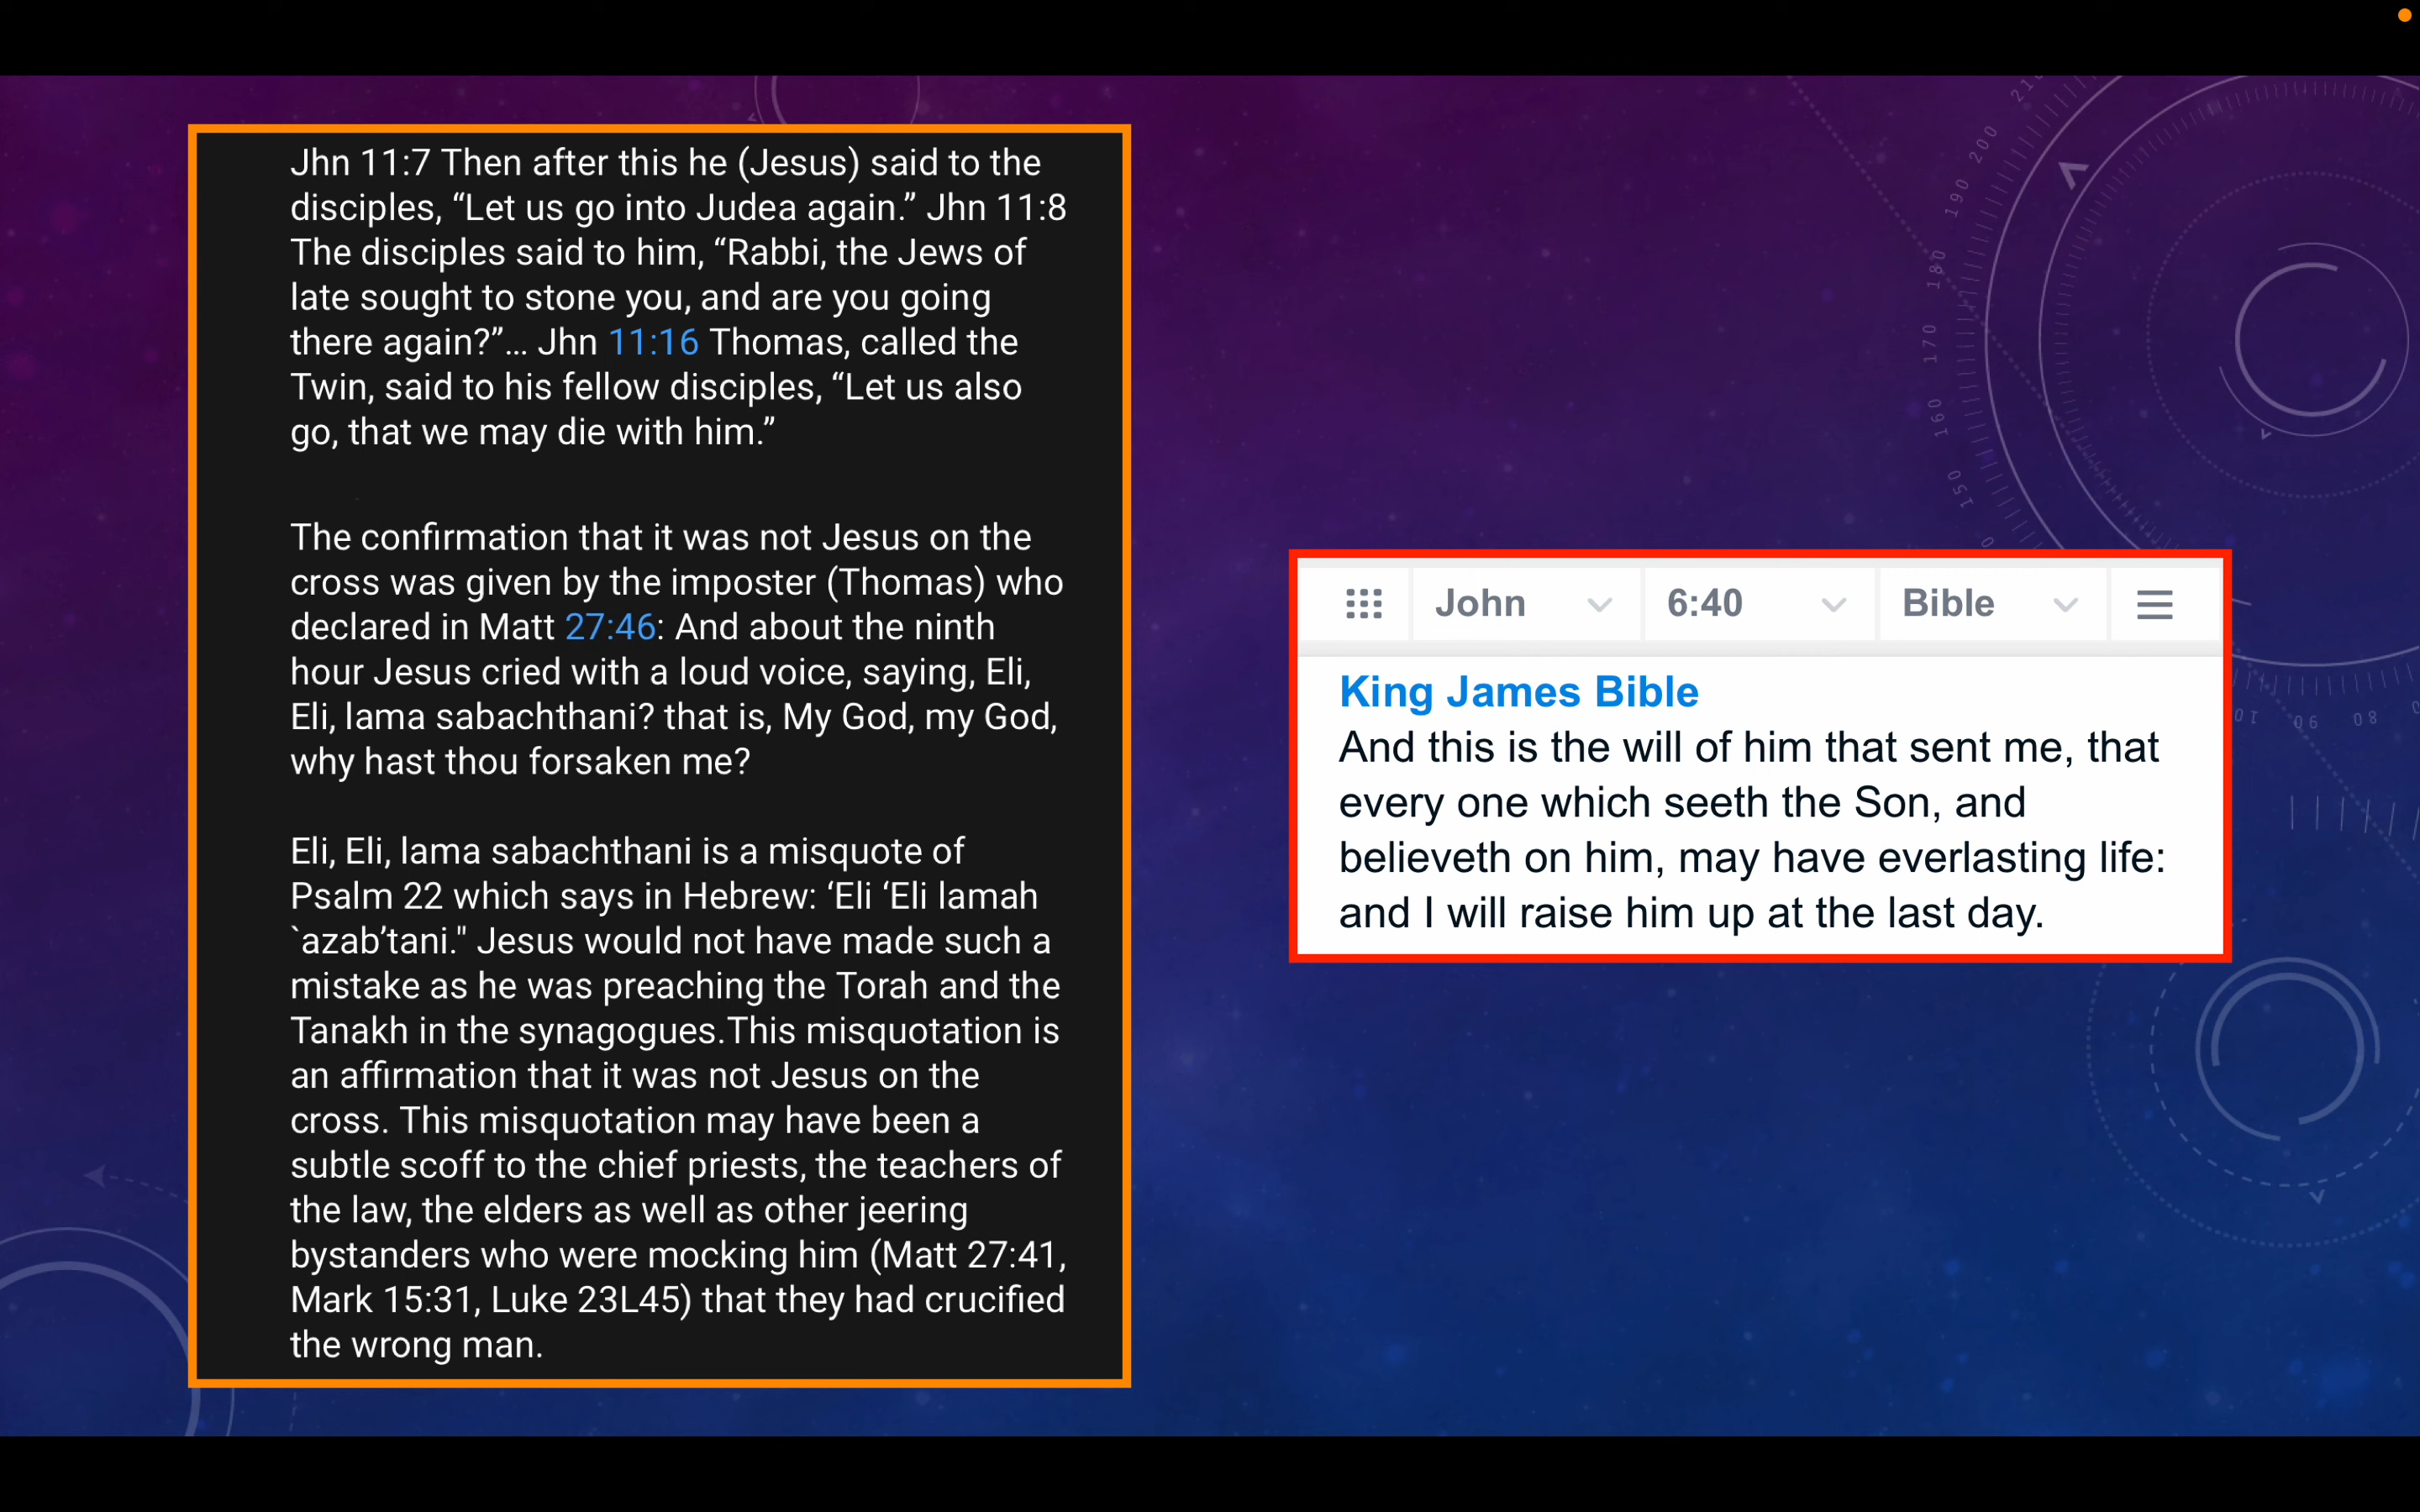 Jhn 11:7 Then after this he (Jesus) said to the
disciples, “Let us go into Judea again.” Jhn 11:8
The disciples said to him, “Rabbi, the Jews of
late sought to stone you, and are you going
there again?”... Jhn 11:16 Thomas, called the
Twin, said to his fellow disciples, “Let us also
go, that we may die with him.”
The confirmation that it was not Jesus on the
cross was given by the imposter (Thomas) who
declared in Matt 27:46: And about the ninth
hour Jesus cried with a loud voice, saying, Eli,
Eli, lama sabachthani? that is, My God, my God,
why hast thou forsaken me?
Eli, Eli, lama sabachthani is a misquote of
Psalm 22 which says in Hebrew: ‘Eli ‘Eli lamah
`azab’tani." Jesus would not have made such a
mistake as he was preaching the Torah and the
Tanakh in the synagogues.This misquotation is
an affirmation that it was not Jesus on the
cross. This misquotation may have been a
subtle scoff to the chief priests, the teachers of
the law, the elders as well as other jeering
bystanders who were mocking him (Matt 27:41,
Mark 15:31, Luke 23L45) that they had crucified
the wrong man.
John 6:40 Bible
King James Bible
And this is the will of him that sent me, that
every one which seeth the Son, and
believeth on him, may have everlasting life:
and I will raise him up at the last day.
200
190
180
170
160
150
90
80